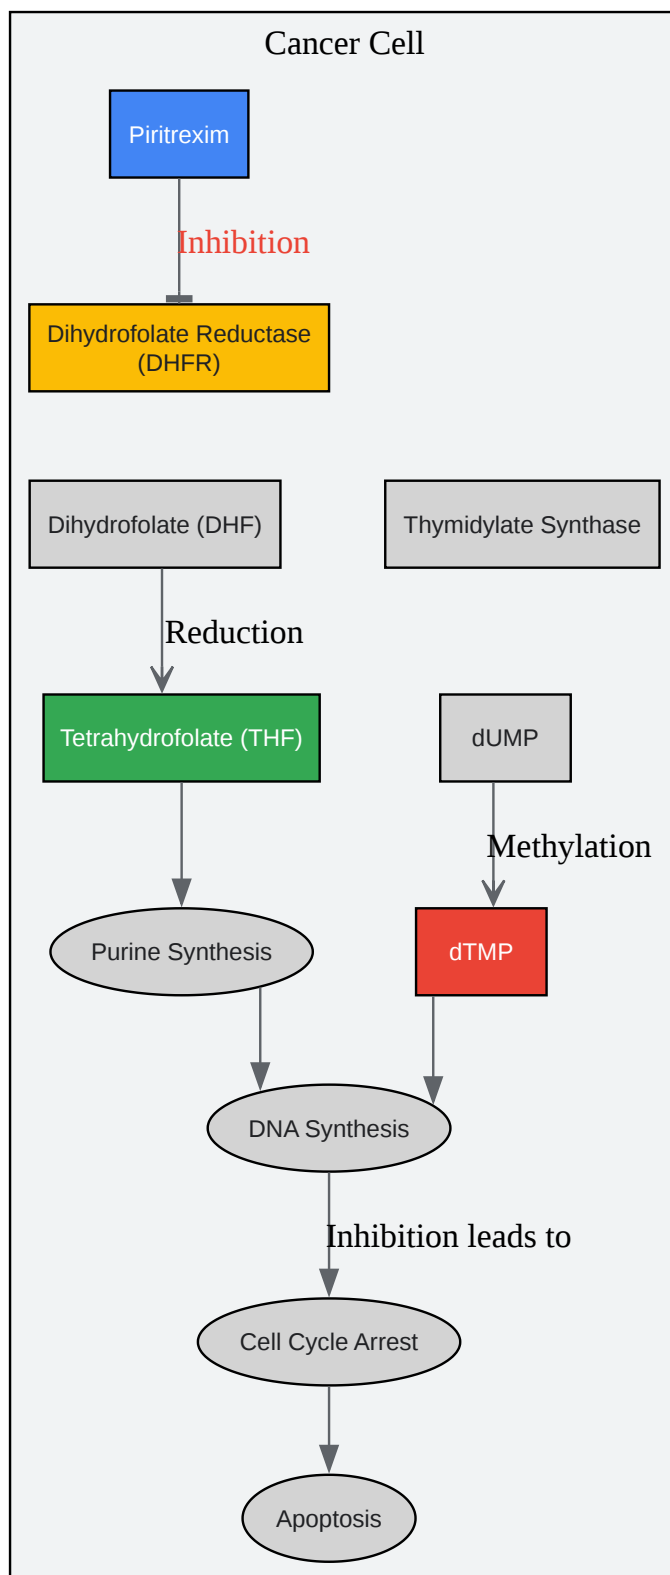 Cancer Cell
Piritrexim
Inhibition
Dihydrofolate Reductase
(DHFR)
Dihydrofolate (DHF)
Thymidylate Synthase
Reduction
Tetrahydrofolate (THF)
dUMP
Methylation
Purine Synthesis
dTMP
DNA Synthesis
Inhibition leads to
Cell Cycle Arrest
Apoptosis